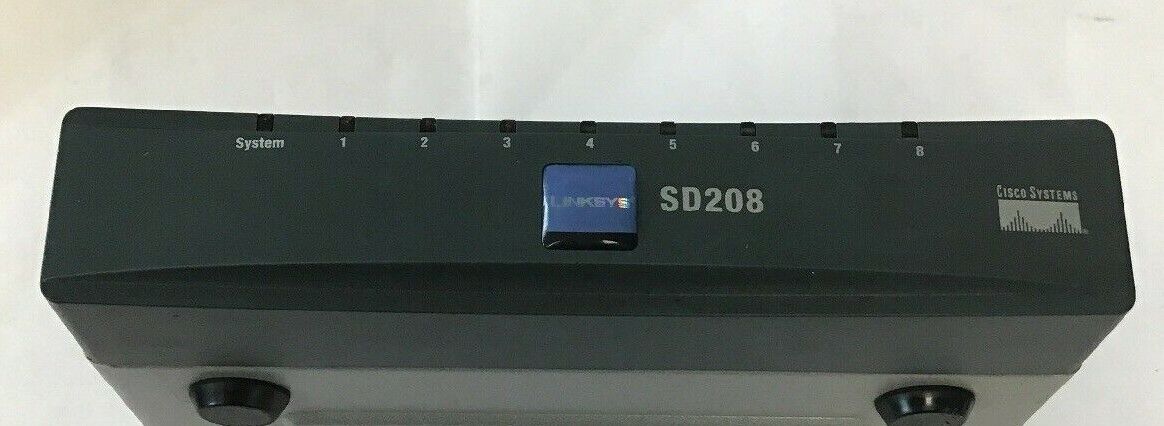 System 1 2 3 4 5 6 7 8
LINKSYS
SD208
CISCO SYSTEMS